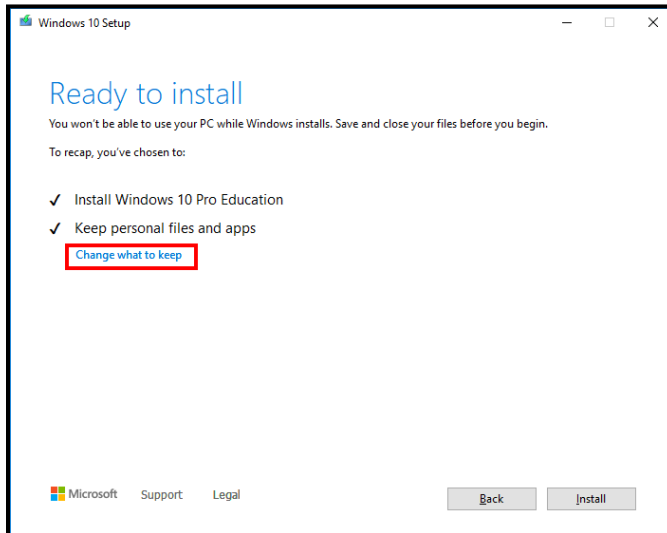 Windows 10 Setup
Ready to install
You won't be able to use your PC while Windows installs. Save and close your files before you begin.
To recap, you've chosen to:
✓ Install Windows 10 Pro Education
✓ Keep personal files and apps
Change what to keep
Microsoft Support Legal
Back Install